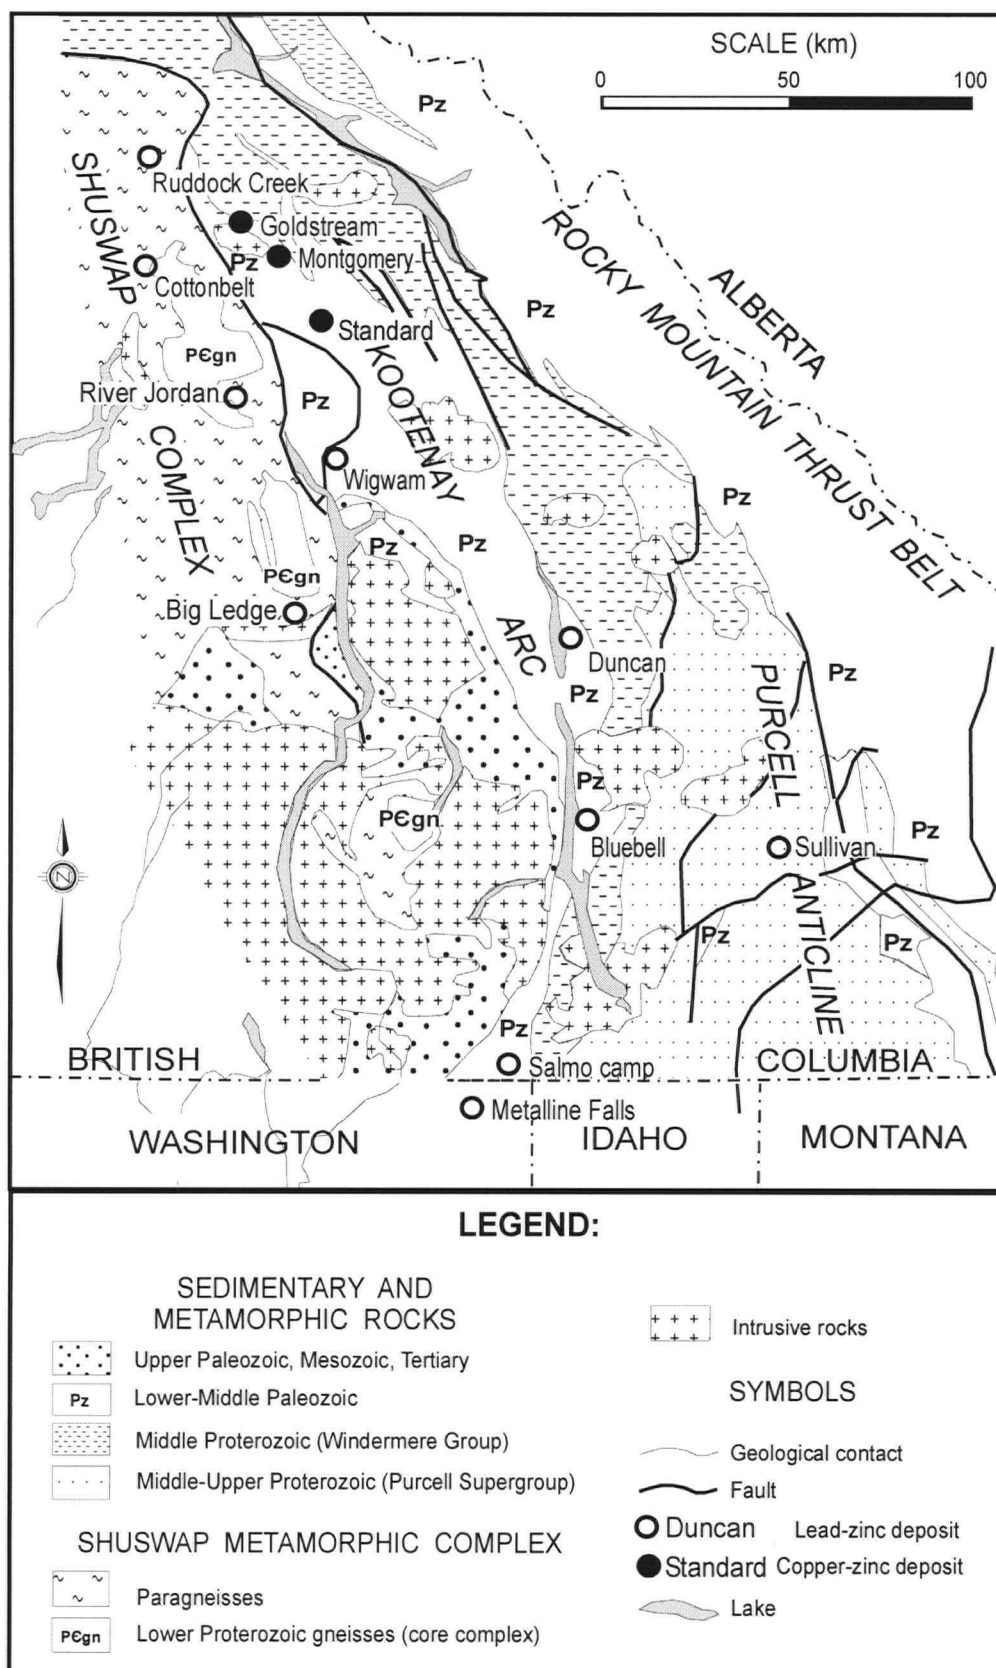 SCALE (km)
0 50 100
Pz
Ruddock Creek
SHUSWAP
Goldstream
Pz
Montgomery
Cottonbelt
Standard
ROCKY MOUNTAIN THRUST BELT
ALBERTA
Pz
PЄgn
KOOTENAY
River Jordan
Pz
COMPLEX
Wigwam
Pz
Pz
Pz
PЄgn
Big Ledge
ARC
Duncan
Pz
PURCELL
Pz
Pz
PЄgn
Bluebell
Sullivan
Pz
N
ANTICLINE
Pz
Pz
Pz
BRITISH
COLUMBIA
Salmo camp
Metalline Falls
WASHINGTON
IDAHO
MONTANA
LEGEND:
SEDIMENTARY AND
METAMORPHIC ROCKS
Upper Paleozoic, Mesozoic, Tertiary
Pz Lower-Middle Paleozoic
Middle Proterozoic (Windermere Group)
Middle-Upper Proterozoic (Purcell Supergroup)
SHUSWAP METAMORPHIC COMPLEX
Paragneisses
PЄgn Lower Proterozoic gneisses (core complex)
Intrusive rocks
SYMBOLS
Geological contact
Fault
Duncan Lead-zinc deposit
Standard Copper-zinc deposit
Lake